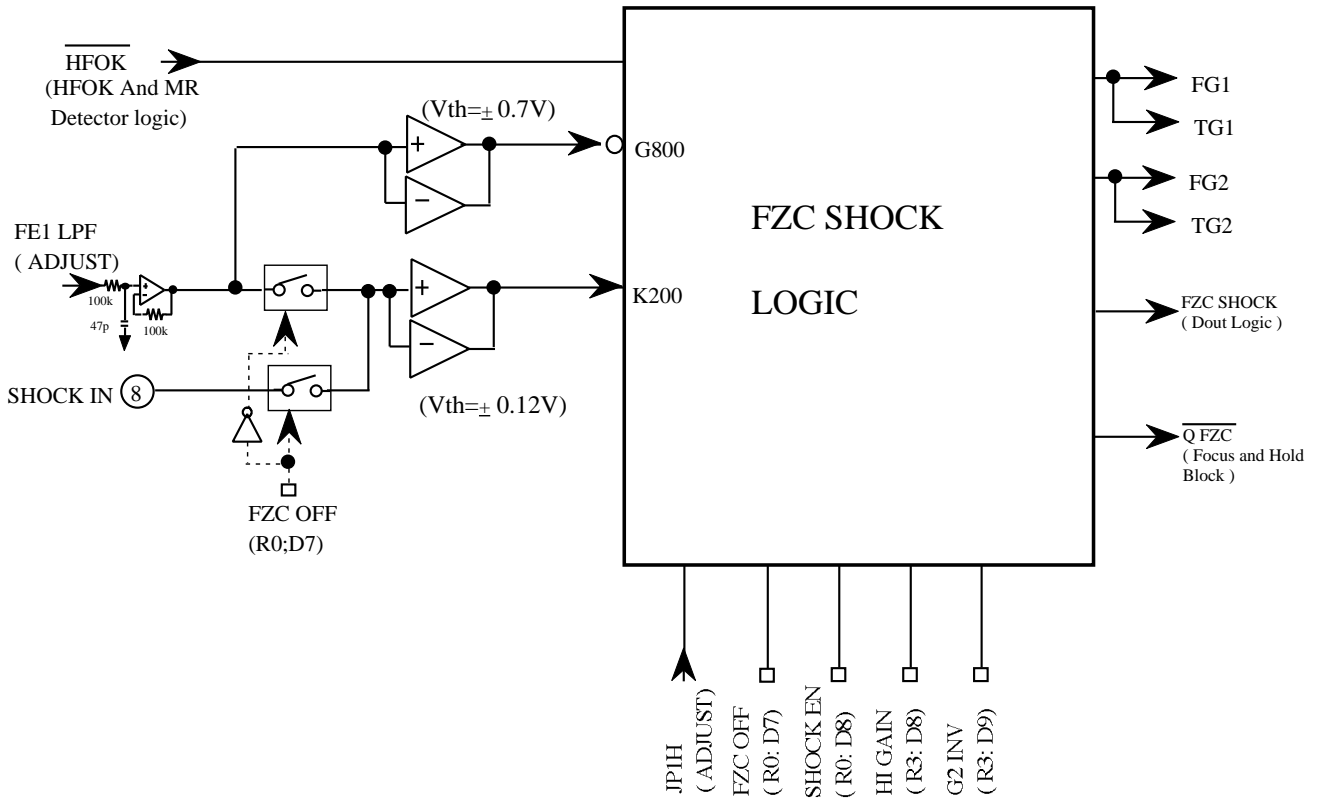 HFOK
(HFOK And MR
Detector logic)
(Vth=± 0.7V)
+
−
G800
FE1 LPF
( ADJUST)
100k
47p
+
-
100k
+
−
K200
SHOCK IN 8
(Vth=± 0.12V)
FZC OFF
(R0;D7)
FZC SHOCK
LOGIC
FG1
TG1
FG2
TG2
FZC SHOCK
( Dout Logic )
Q FZC
( Focus and Hold
Block )
JP1H
( ADJUST)
FZC OFF
( R0: D7)
SHOCK EN
( R0: D8)
HI GAIN
( R3: D8)
G2 INV
( R3: D9)